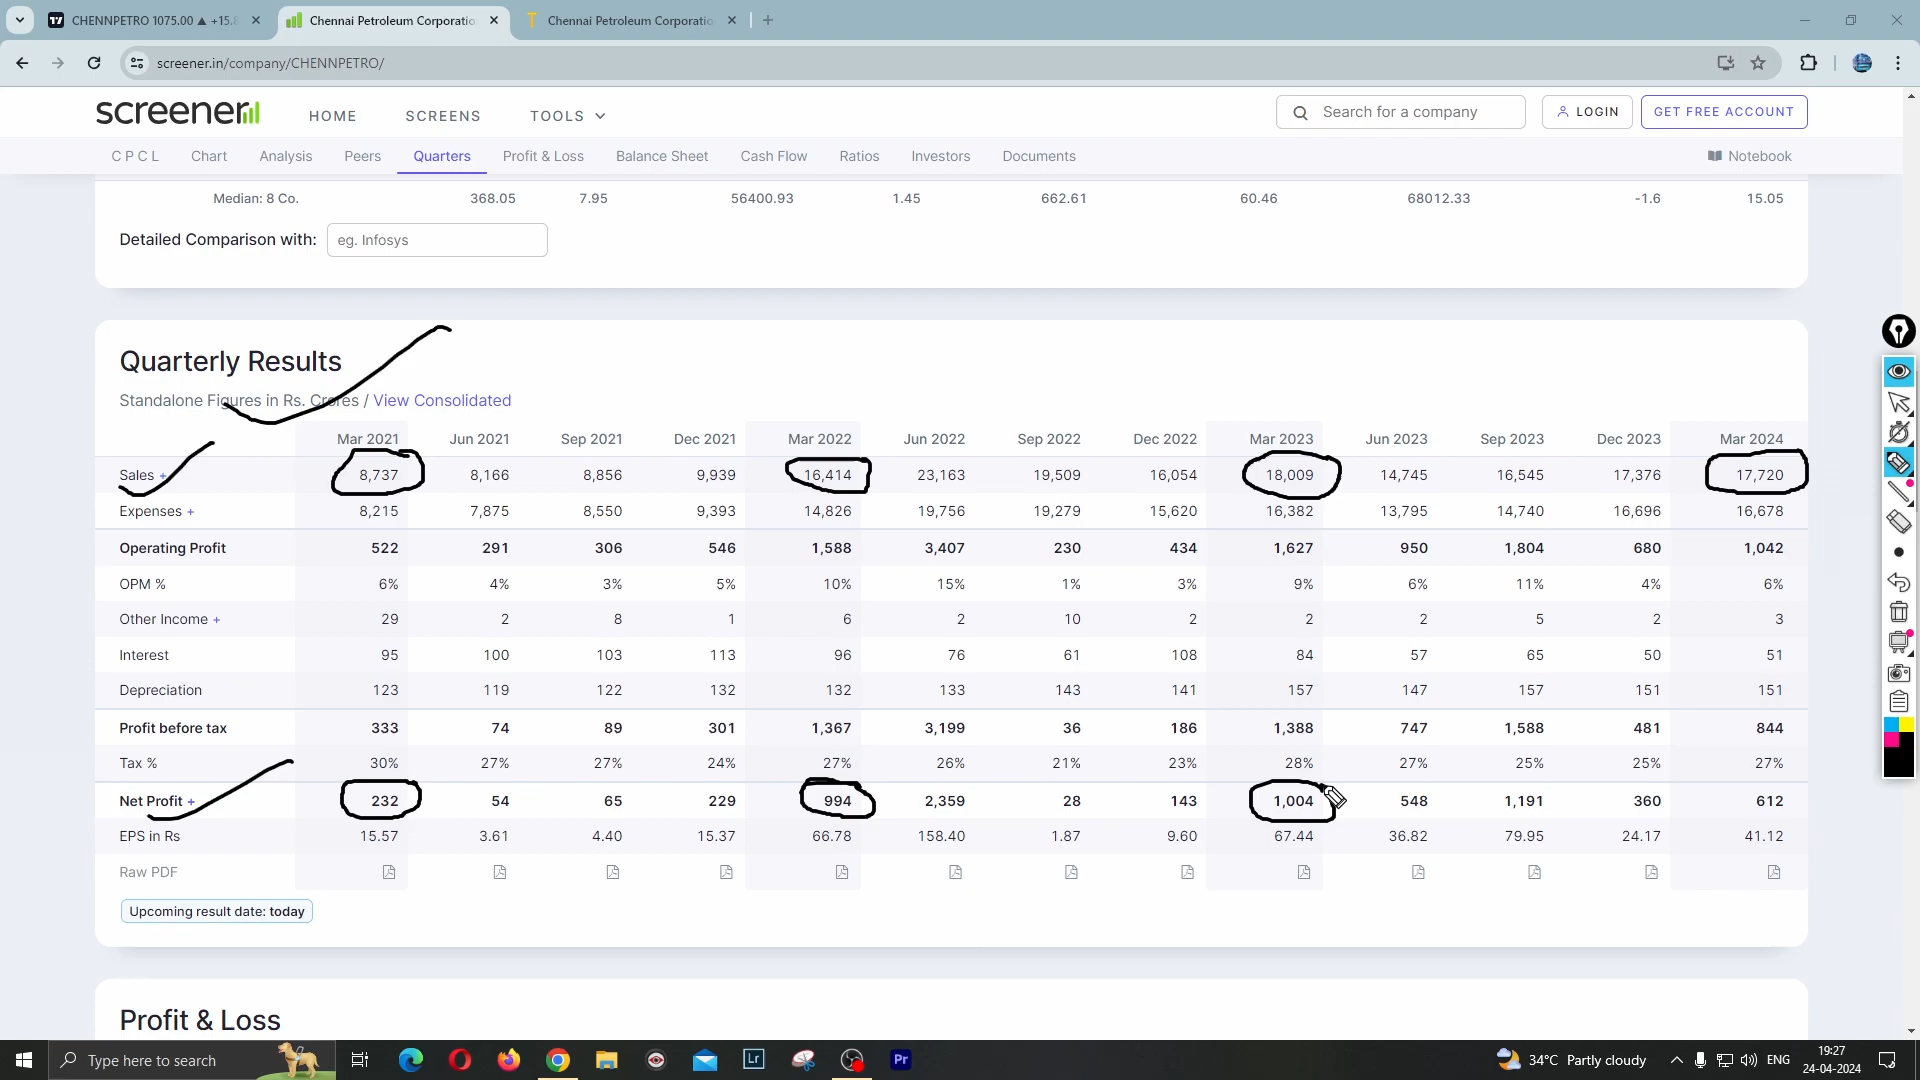 CHENNPETRO 1075.00 ▲ +15.8
Chennai Petroleum Corporatio
Chennai Petroleum Corporatio
screener.in/company/CHENNPETRO/
screener
HOME
SCREENS
TOOLS
Search for a company
LOGIN
GET FREE ACCOUNT
C P C L Chart Analysis Peers Quarters Profit & Loss Balance Sheet Cash Flow Ratios Investors Documents Notebook
Median: 8 Co. 368.05 7.95 56400.93 1.45 662.61 60.46 68012.33 -1.6 15.05
Detailed Comparison with: eg. Infosys
Quarterly Results
Standalone Figures in Rs. Crores / View Consolidated
Mar 2021 Jun 2021 Sep 2021 Dec 2021 Mar 2022 Jun 2022 Sep 2022 Dec 2022 Mar 2023 Jun 2023 Sep 2023 Dec 2023 Mar 2024
Sales + 8,737 8,166 8,856 9,939 16,414 23,163 19,509 16,054 18,009 14,745 16,545 17,376 17,720
Expenses + 8,215 7,875 8,550 9,393 14,826 19,756 19,279 15,620 16,382 13,795 14,740 16,696 16,678
Operating Profit 522 291 306 546 1,588 3,407 230 434 1,627 950 1,804 680 1,042
OPM % 6% 4% 3% 5% 10% 15% 1% 3% 9% 6% 11% 4% 6%
Other Income + 29 2 8 1 6 2 10 2 2 2 5 2 3
Interest 95 100 103 113 96 76 61 108 84 57 65 50 51
Depreciation 123 119 122 132 132 133 143 141 157 147 157 151 151
Profit before tax 333 74 89 301 1,367 3,199 36 186 1,388 747 1,588 481 844
Tax % 30% 27% 27% 24% 27% 26% 21% 23% 28% 27% 25% 25% 27%
Net Profit + 232 54 65 229 994 2,359 28 143 1,004 548 1,191 360 612
EPS in Rs 15.57 3.61 4.40 15.37 66.78 158.40 1.87 9.60 67.44 36.82 79.95 24.17 41.12
Raw PDF
Upcoming result date: today
Profit & Loss
Type here to search
Lr
Pr
34°C Partly cloudy
ENG
19:27
24-04-2024